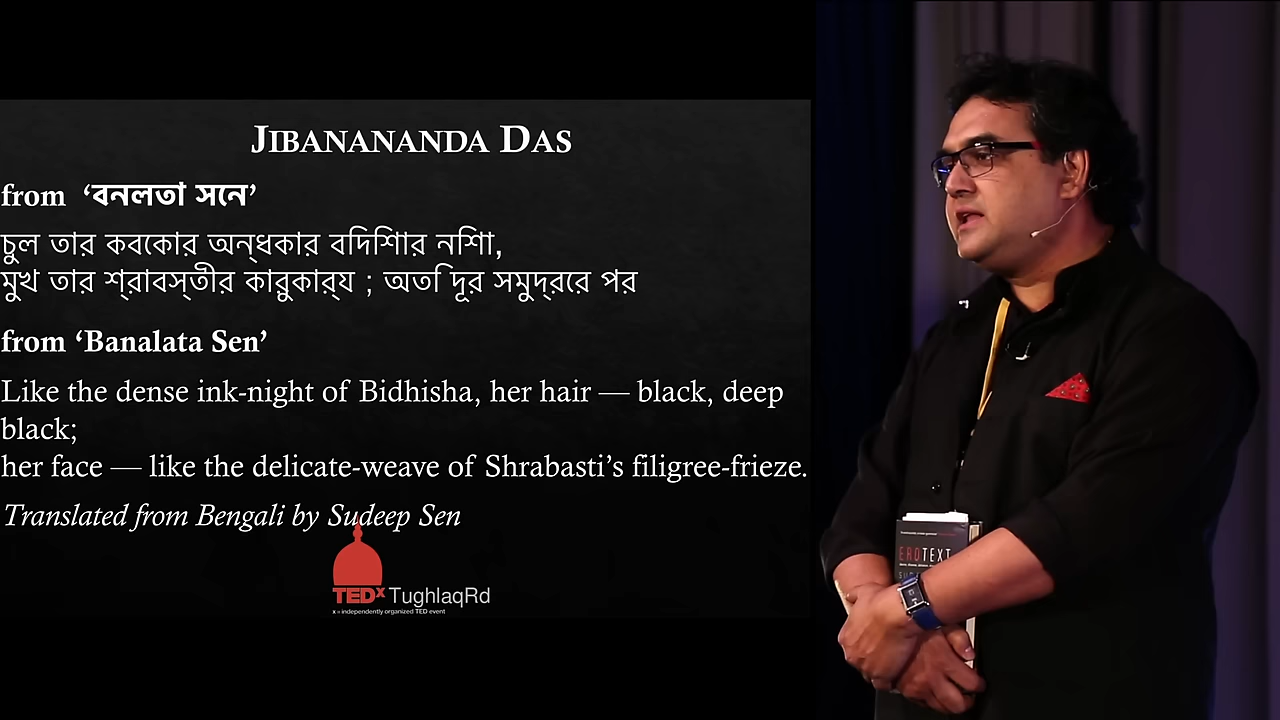 JIBANANANDA DAS
from ‘বনলতা সনে’
চুল তার কবকোর অন্‌ধকার বদিশিার নশিা,
মুখ তার শ্‌রাবস্‌তীর কারুকার্‌য ; অতি দূর সমুদ্‌ররে পর
from ‘Banalata Sen’
Like the dense ink-night of Bidhisha, her hair — black, deep
black;
her face — like the delicate-weave of Shrabasti’s filigree-frieze.
Translated from Bengali by Sudeep Sen
TEDx TughlaqRd
x = independently organized TED event
EROTEXT